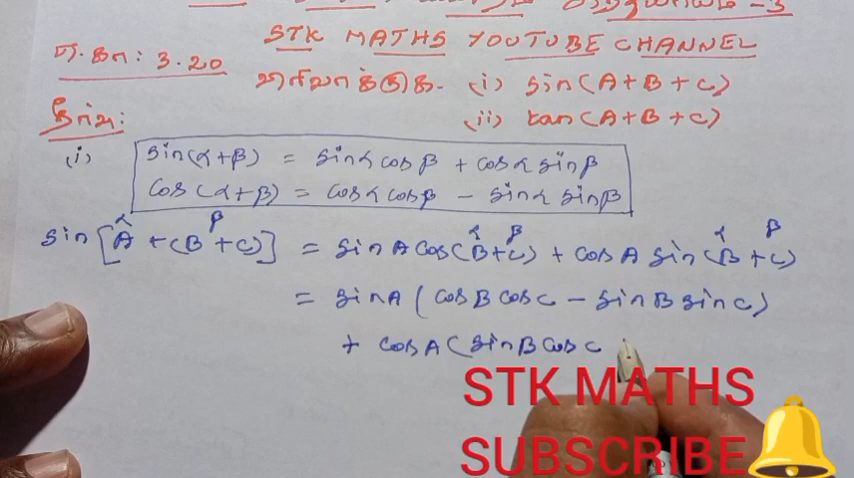 STK MATHS YOUTUBE CHANNEL
எ.கா: 3.20 விரிவாக்குக. (i) sin(A+B+C)
தீர்வு: (ii) tan(A+B+C)
(i) sin(α+β) = sinα cosβ + cosα sinβ
cos(α+β) = cosα cosβ - sinα sinβ
α β α β α β
sin[A+(B+C)] = sinA cos(B+C) + cosA sin(B+C)
= sinA(cosB cosC - sinB sinC)
+ cosA(sinB cosC
STK MATHS
SUBSCRIBE